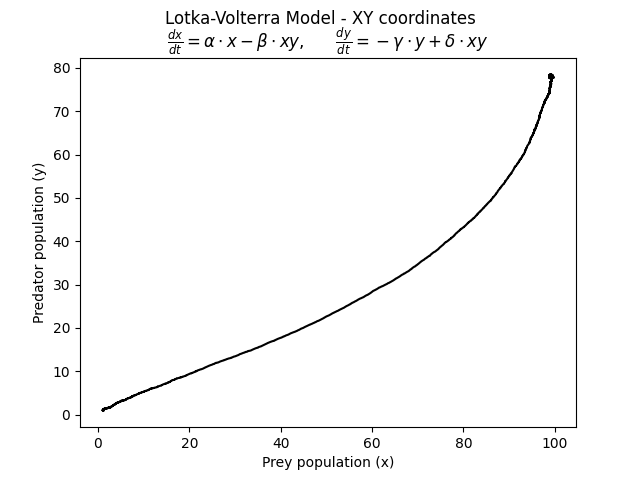 Lotka-Volterra Model - XY coordinates
dx/dt = α · x − β · xy,   dy/dt = − γ · y + δ · xy
80
70
60
50
40
30
20
10
0
Predator population (y)
0 20 40 60 80 100
Prey population (x)